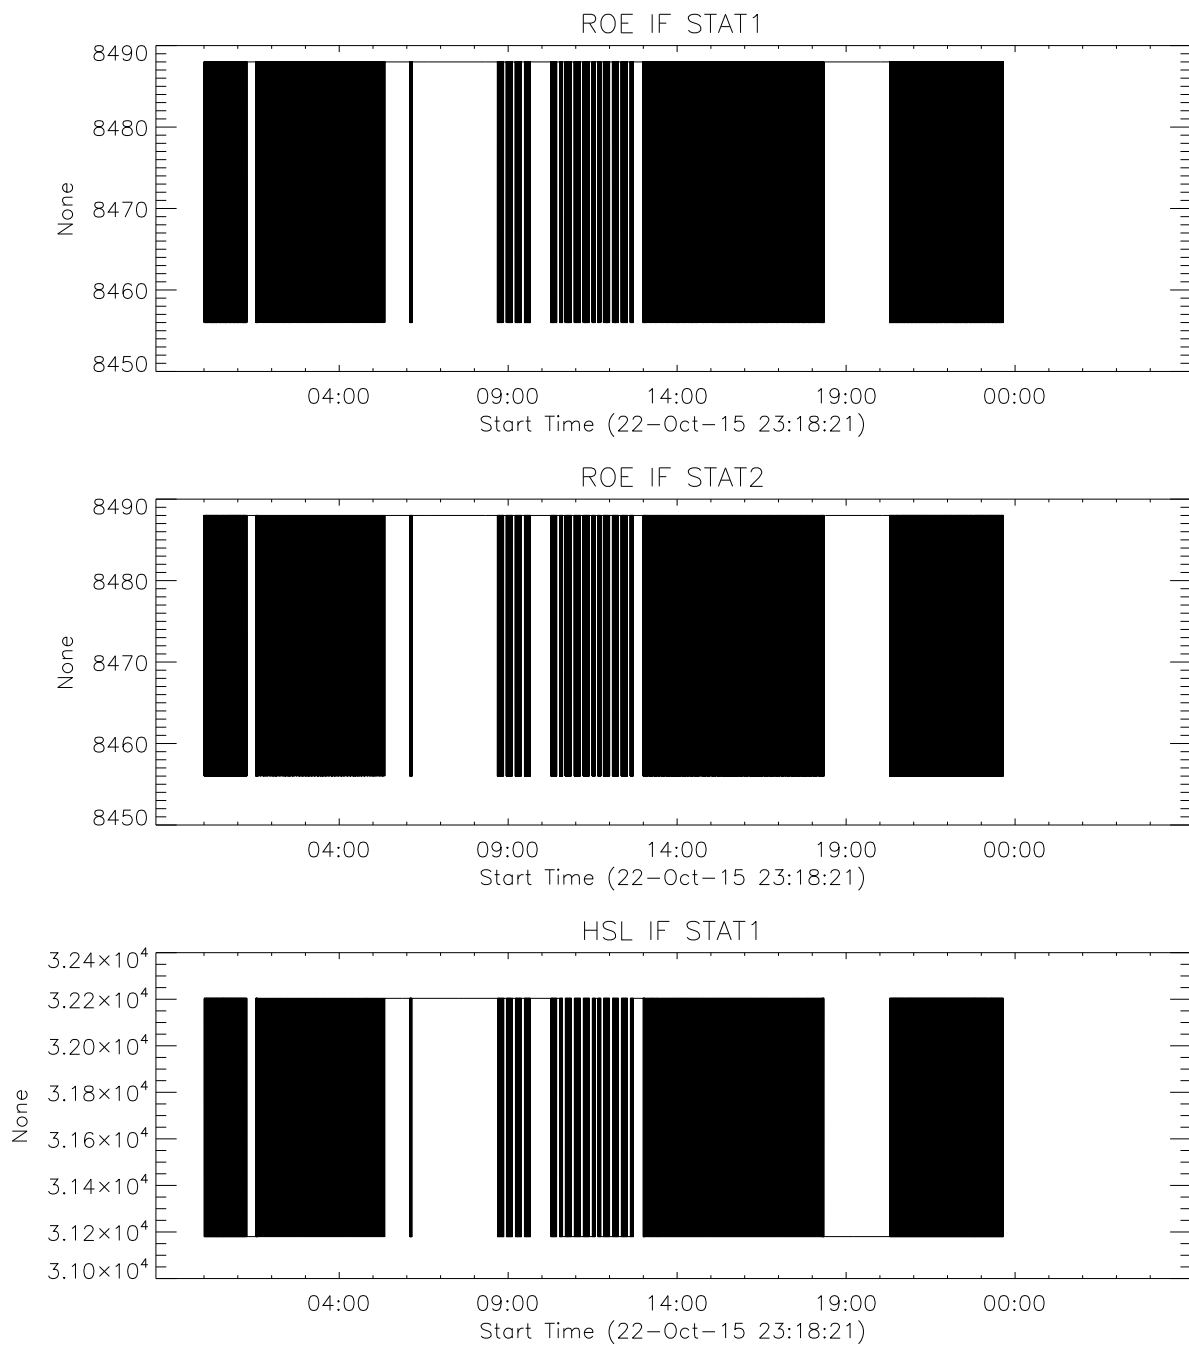 ROE IF STAT1
8490
8480
8470
8460
8450
None
04:00 09:00 14:00 19:00 00:00
Start Time (22-Oct-15 23:18:21)
ROE IF STAT2
8490
8480
8470
8460
8450
None
04:00 09:00 14:00 19:00 00:00
Start Time (22-Oct-15 23:18:21)
HSL IF STAT1
3.24×10⁴
3.22×10⁴
3.20×10⁴
3.18×10⁴
3.16×10⁴
3.14×10⁴
3.12×10⁴
3.10×10⁴
None
04:00 09:00 14:00 19:00 00:00
Start Time (22-Oct-15 23:18:21)